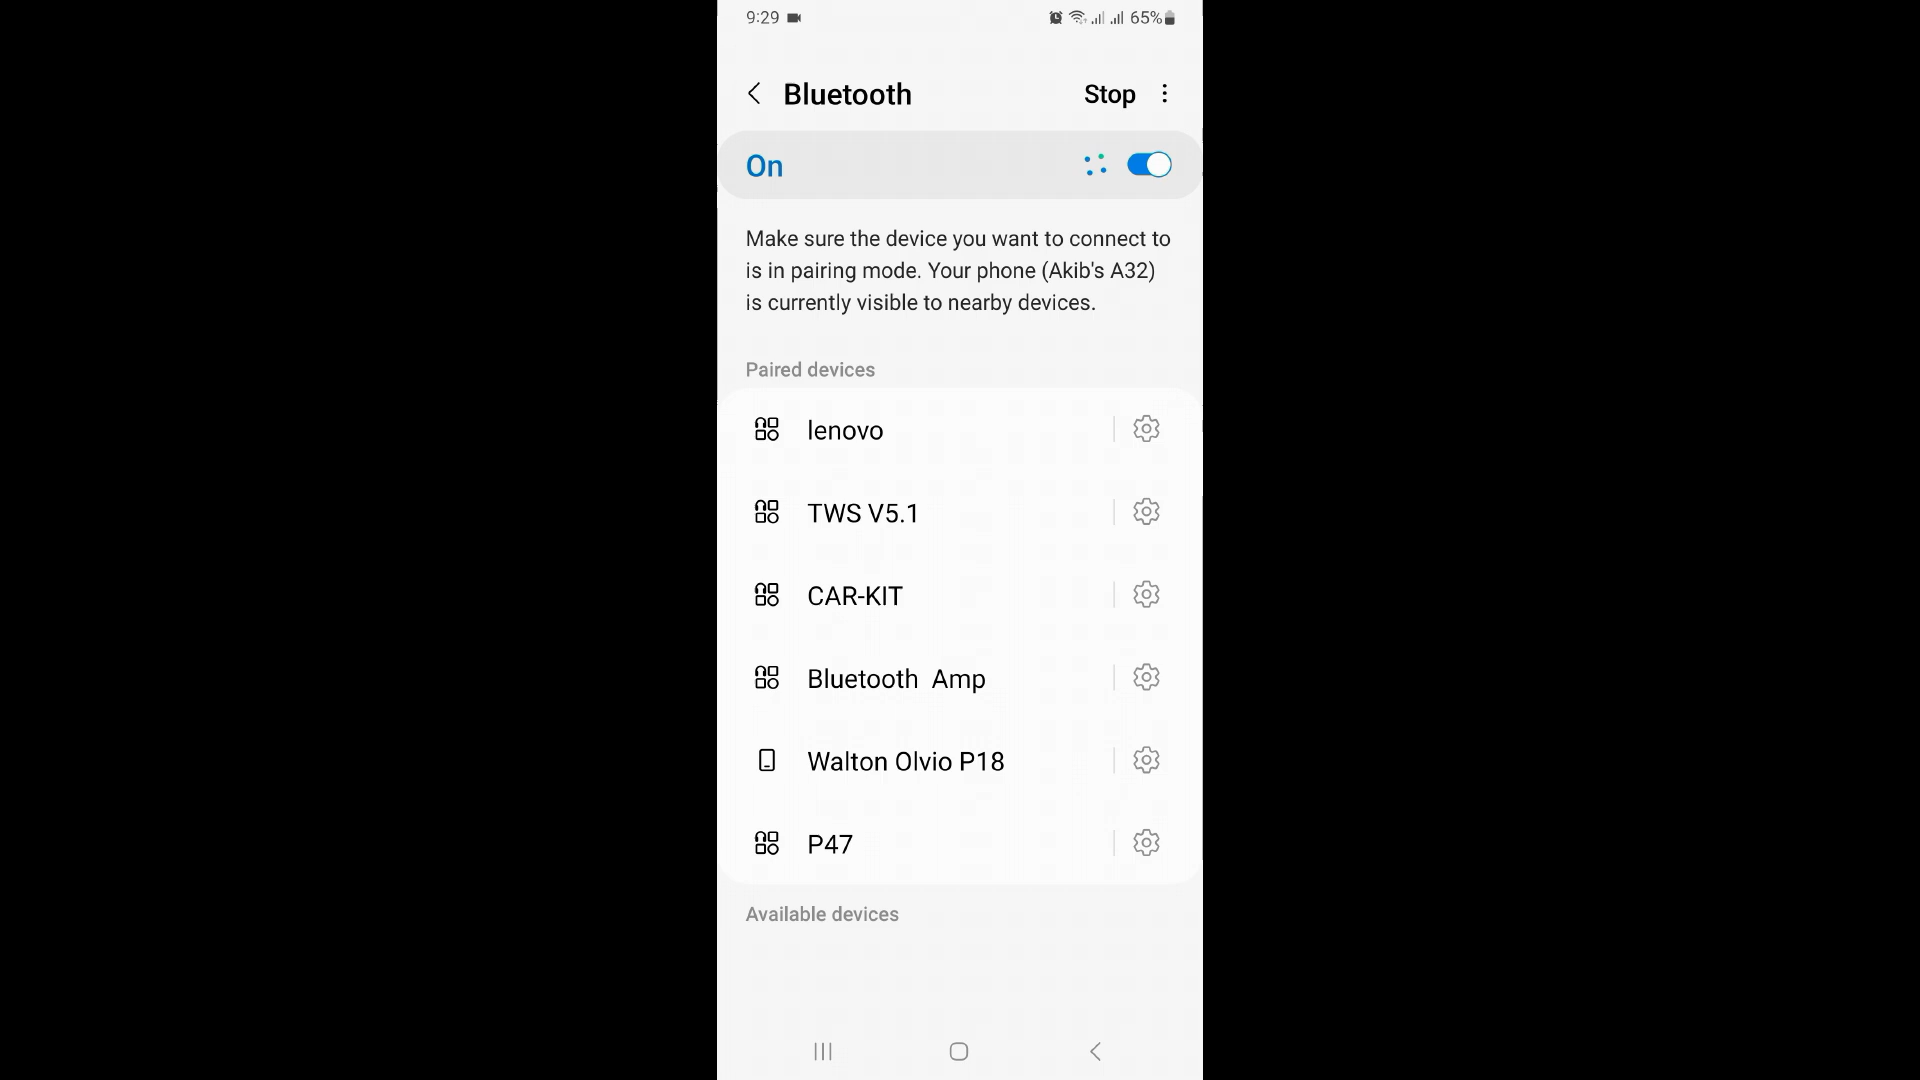 9:29
65%
Bluetooth
Stop
On
Make sure the device you want to connect to
is in pairing mode. Your phone (Akib's A32)
is currently visible to nearby devices.
Paired devices
lenovo
TWS V5.1
CAR-KIT
Bluetooth  Amp
Walton Olvio P18
P47
Available devices